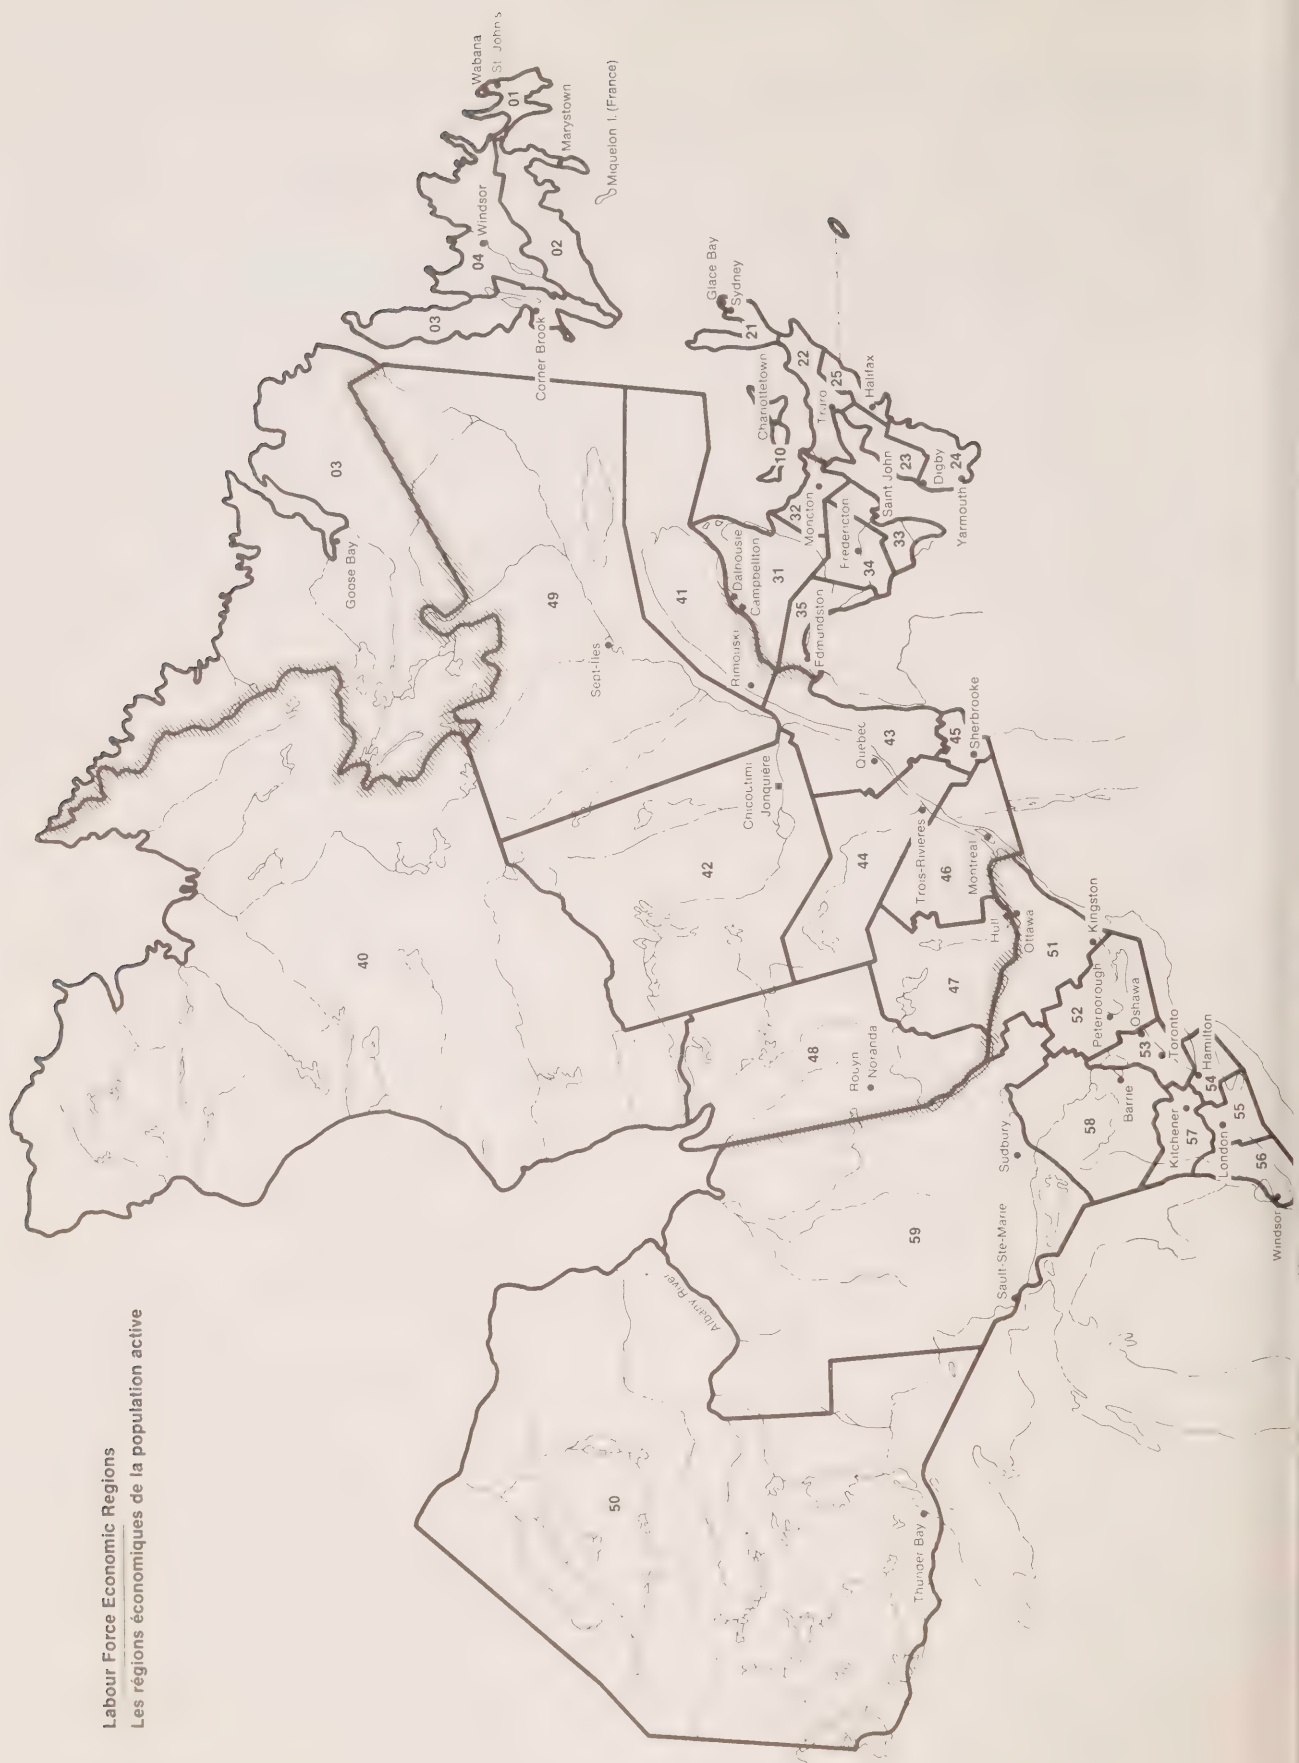 Labour Force Economic Regions
Les régions économiques de la population active
50
Thunder Bay
Albany River
59
Sault-Ste-Marie
Sudbury
Windsor
56
London
55
57
Kitchener
54
Hamilton
58
Barrie
53
Toronto
Oshawa
Peterborough
52
Kingston
51
Ottawa
Hull
47
48
Rouyn
Noranda
40
42
44
46
Trois-Rivières
Montreal
Chicoutimi
Jonquière
Quebec
43
45
Sherbrooke
49
Sept-Îles
41
Rimouski
Dalhousie
Campbellton
31
35
Edmundston
34
Fredericton
33
32
Moncton
Saint John
23
Digby
24
Yarmouth
10
Charlottetown
Truro
25
Halifax
22
21
Glace Bay
Sydney
Goose Bay
03
03
Corner Brook
04
Windsor
02
01
Wabana
St John's
Marystown
Miquelon I. (France)